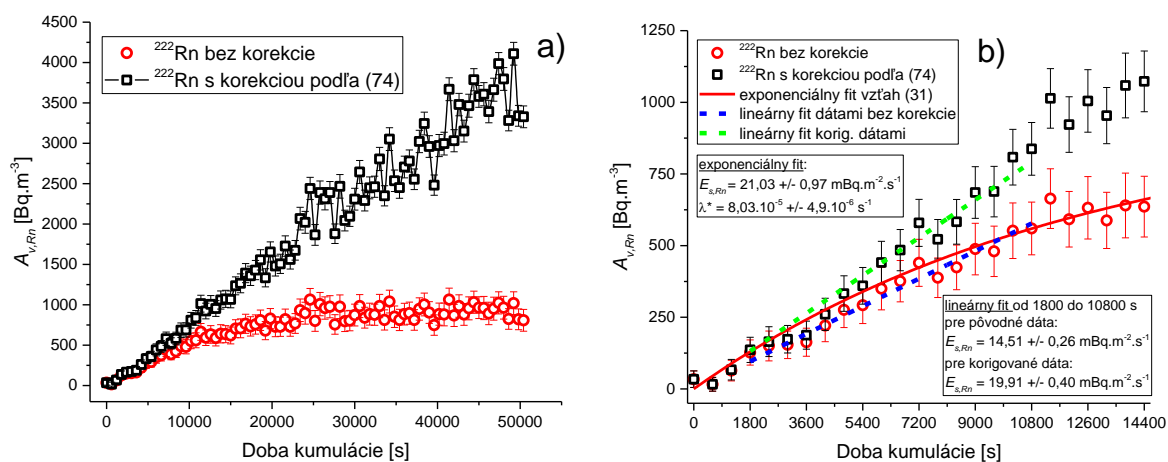 a)
4500
4000
3500
3000
2500
2000
1500
1000
500
0
A_v,Rn [Bq.m⁻³]
²²²Rn bez korekcie
²²²Rn s korekciou podľa (74)
0 10000 20000 30000 40000 50000
Doba kumulácie [s]
b)
1250
1000
750
500
250
0
A_v,Rn [Bq.m⁻³]
²²²Rn bez korekcie
²²²Rn s korekciou podľa (74)
exponenciálny fit vzťah (31)
lineárny fit dátami bez korekcie
lineárny fit korig. dátami
exponenciálny fit:
E_s,Rn = 21,03 +/- 0,97 mBq.m⁻².s⁻¹
λ* = 8,03.10⁻⁵ +/- 4,9.10⁻⁶ s⁻¹
lineárny fit od 1800 do 10800 s
pre pôvodné dáta:
E_s,Rn = 14,51 +/- 0,26 mBq.m⁻².s⁻¹
pre korigované dáta:
E_s,Rn = 19,91 +/- 0,40 mBq.m⁻².s⁻¹
0 1800 3600 5400 7200 9000 10800 12600 14400
Doba kumulácie [s]